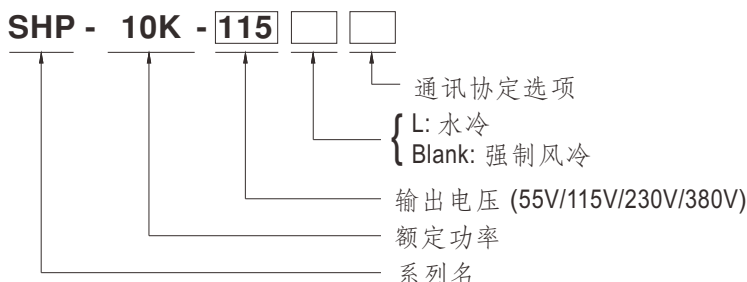 SHP - 10K - 115
通讯协定选项
L: 水冷
Blank: 强制风冷
输出电压 (55V/115V/230V/380V)
额定功率
系列名